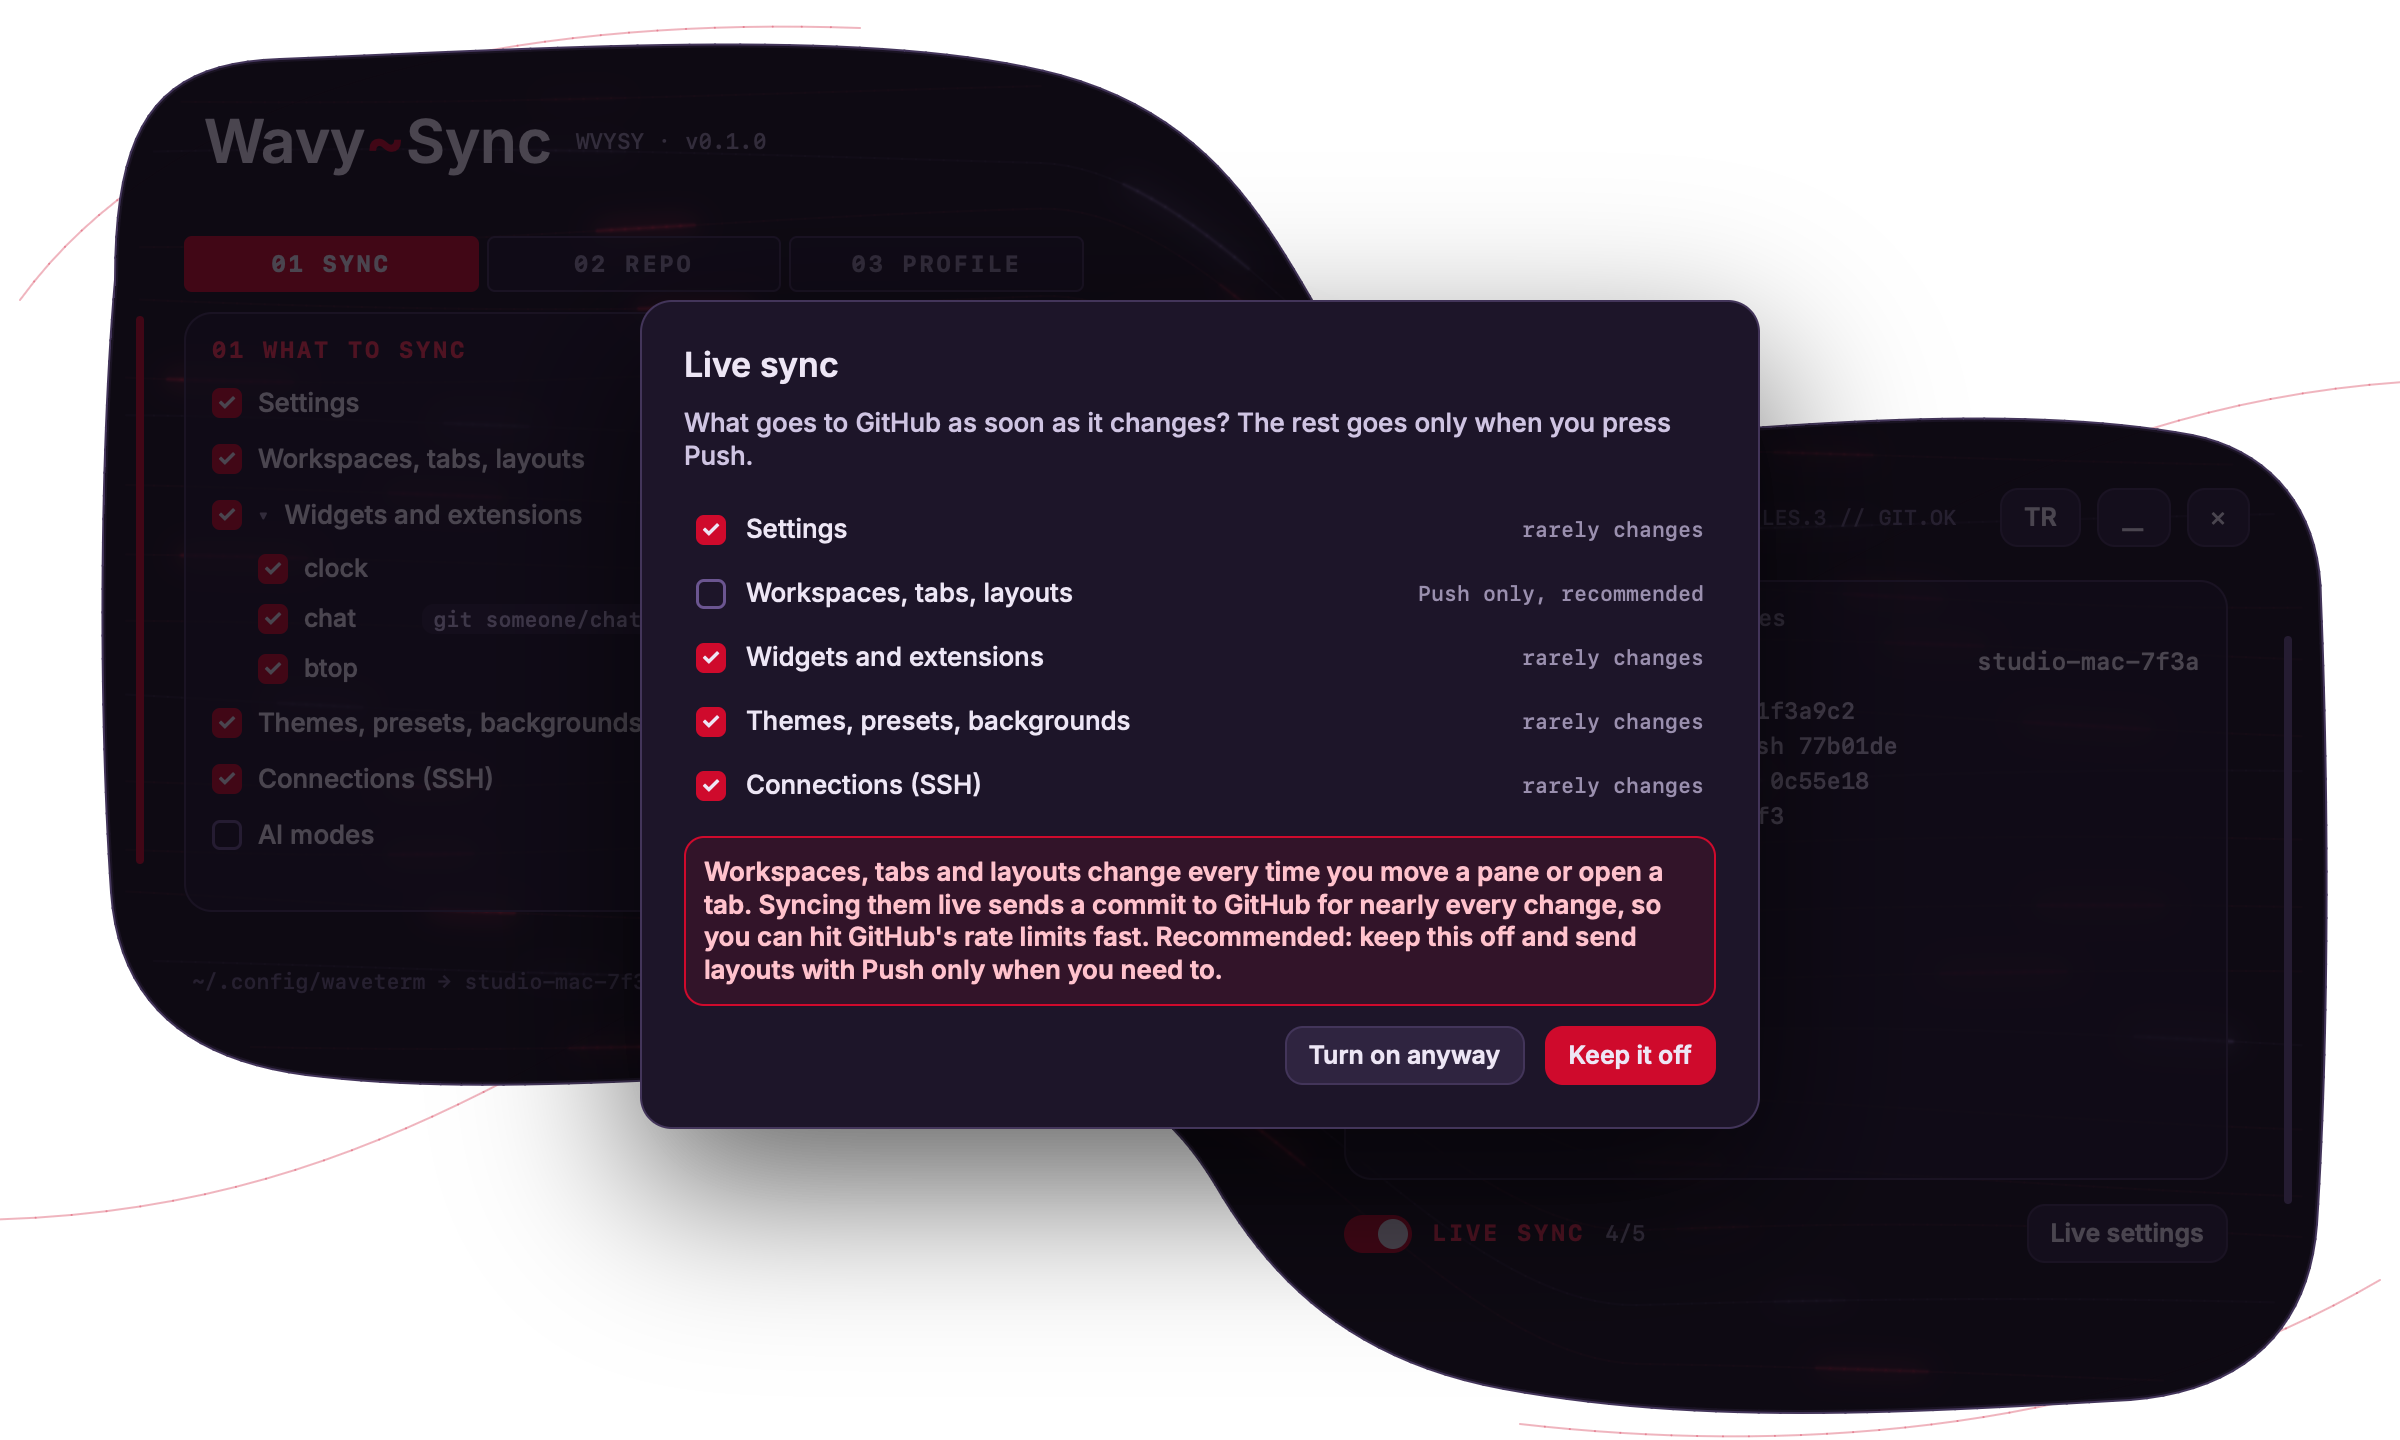 Wavy~Sync WVYSY · v0.1.0
01 SYNC 02 REPO 03 PROFILE
01 WHAT TO SYNC
Settings
Workspaces, tabs, layouts
▾ Widgets and extensions
clock
chat git someone/chat
btop
Themes, presets, backgrounds
Connections (SSH)
AI modes
~/.config/waveterm → studio-mac-7f3
Live sync
What goes to GitHub as soon as it changes? The rest goes only when you press
Push.
Settings rarely changes
Workspaces, tabs, layouts Push only, recommended
Widgets and extensions rarely changes
Themes, presets, backgrounds rarely changes
Connections (SSH) rarely changes
Workspaces, tabs and layouts change every time you move a pane or open a
tab. Syncing them live sends a commit to GitHub for nearly every change, so
you can hit GitHub's rate limits fast. Recommended: keep this off and send
layouts with Push only when you need to.
Turn on anyway Keep it off
LES.3 // GIT.OK TR _ ×
es
studio-mac-7f3a
1f3a9c2
sh 77b01de
0c55e18
f3
LIVE SYNC 4/5 Live settings